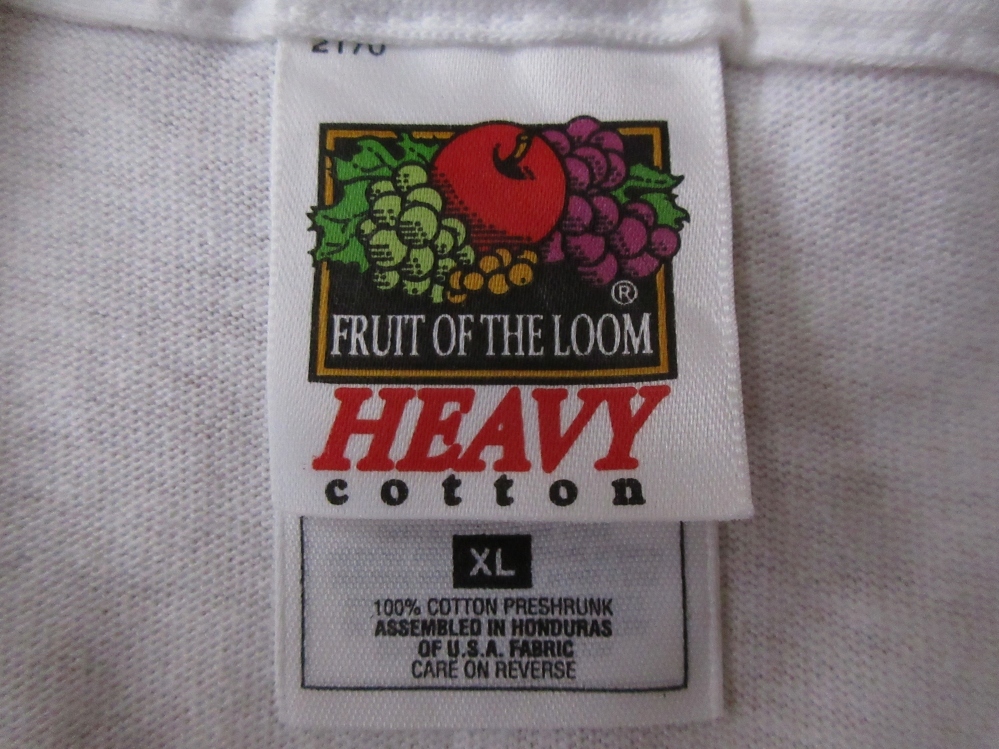 ®
FRUIT OF THE LOOM
HEAVY
cotton
XL
100% COTTON PRESHRUNK
ASSEMBLED IN HONDURAS
OF U.S.A. FABRIC
CARE ON REVERSE